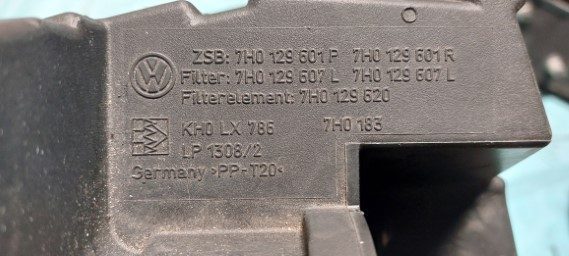 ZSB: 7H0 129 601 P 7H0 129 601 R
Filter: 7H0 129 607 L 7H0 129 607 L
Filterelement: 7H0 129 620
KH0 LX 786 7H0 183
LP 1308/2
Germany >PP-T20<